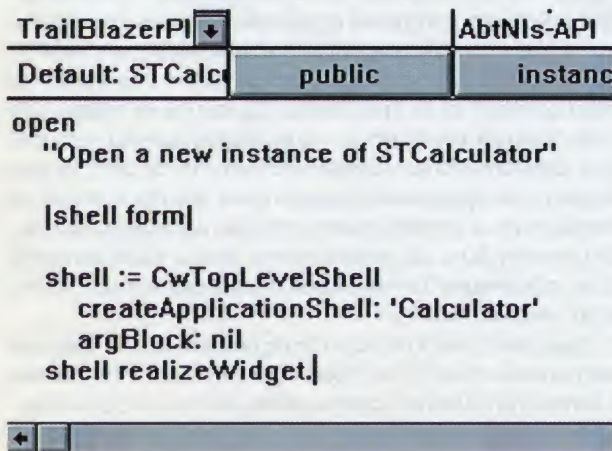 TrailBlazerPl AbtNls-API
Default: STCalcu public instanc
open
"Open a new instance of STCalculator"
|shell form|
shell := CwTopLevelShell
createApplicationShell: 'Calculator'
argBlock: nil
shell realizeWidget.|